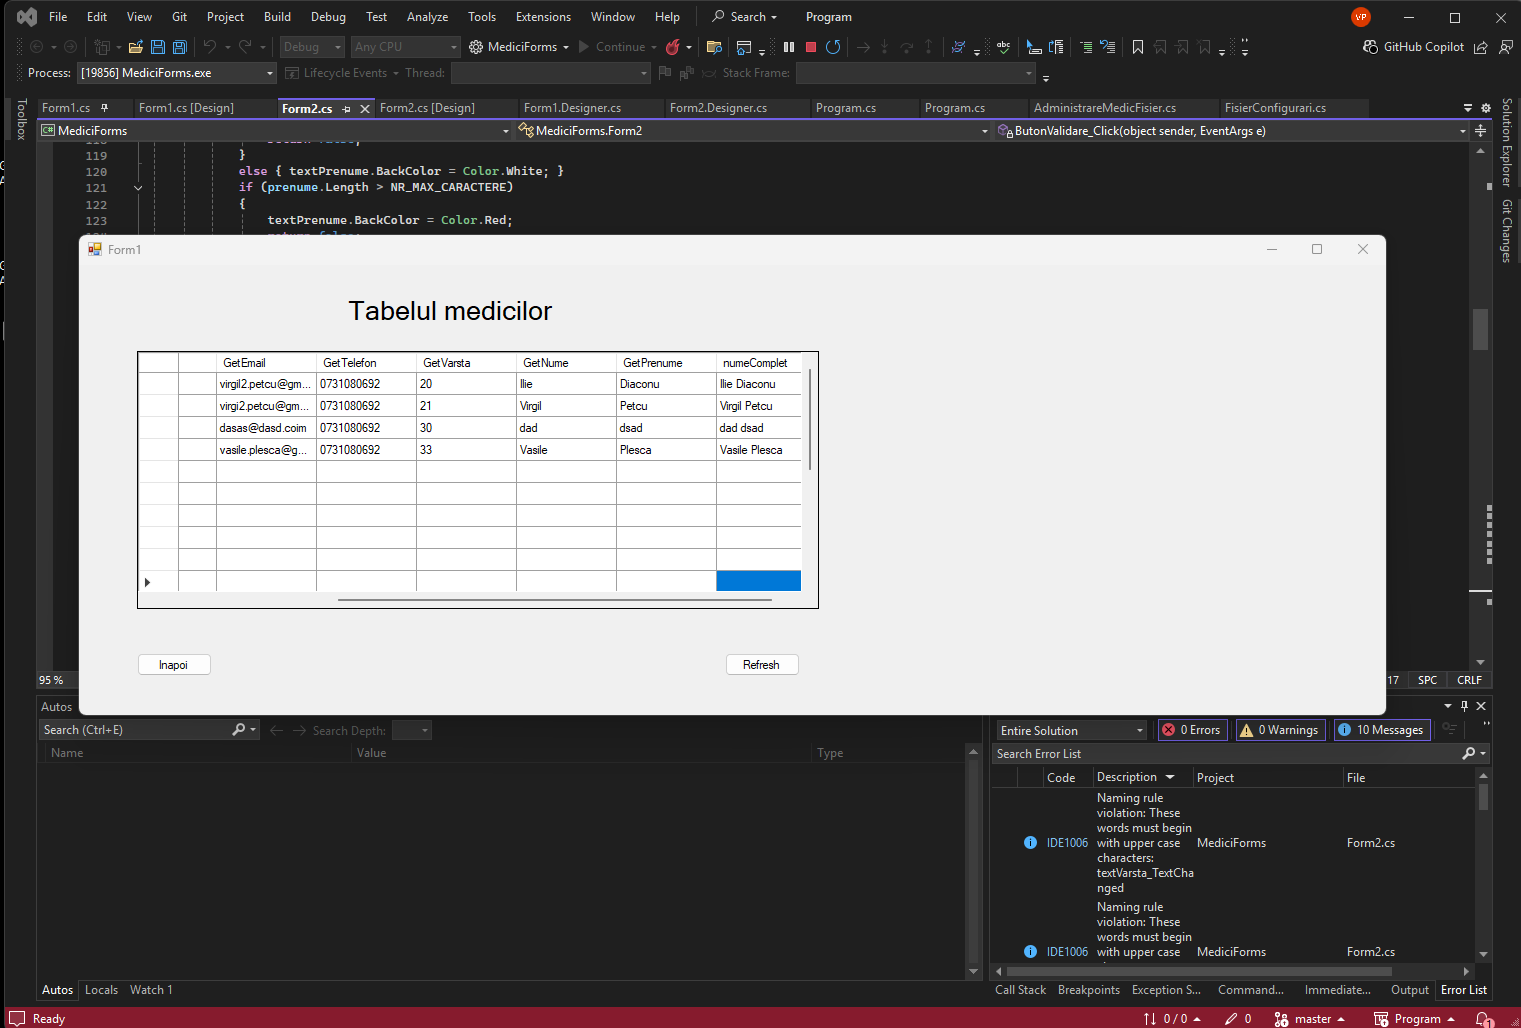 File Edit View Git Project Build Debug Test Analyze Tools Extensions Window Help Search Program VP
Debug Any CPU MediciForms Continue abc GitHub Copilot
Process: [19856] MediciForms.exe Lifecycle Events Thread: Stack Frame:
Toolbox
Form1.cs Form1.cs [Design] Form2.cs Form2.cs [Design] Form1.Designer.cs Form2.Designer.cs Program.cs Program.cs AdministrareMedicFisier.cs FisierConfigurari.cs
C# MediciForms MediciForms.Form2 ButonValidare_Click(object sender, EventArgs e)
Solution Explorer
Git Changes
119 }
120 else { textPrenume.BackColor = Color.White; }
121 if (prenume.Length > NR_MAX_CARACTERE)
122 {
123 textPrenume.BackColor = Color.Red;
Form1
Tabelul medicilor
GetEmail GetTelefon GetVarsta GetNume GetPrenume numeComplet
virgil2.petcu@gm... 0731080692 20 Ilie Diaconu Ilie Diaconu
virgi2.petcu@gm... 0731080692 21 Virgil Petcu Virgil Petcu
dasas@dasd.coim 0731080692 30 dad dsad dad dsad
vasile.plesca@g... 0731080692 33 Vasile Plesca Vasile Plesca
Inapoi Refresh
95 % 17 SPC CRLF
Autos
Search (Ctrl+E) Search Depth:
Name Value Type
Entire Solution 0 Errors 0 Warnings 10 Messages
Search Error List
Code Description Project File
Naming rule
violation: These
words must begin
IDE1006 with upper case MediciForms Form2.cs
characters:
textVarsta_TextCha
nged
Naming rule
violation: These
words must begin
IDE1006 with upper case MediciForms Form2.cs
Autos Locals Watch 1
Call Stack Breakpoints Exception S... Command... Immediate... Output Error List
Ready 0 / 0 0 master Program 1